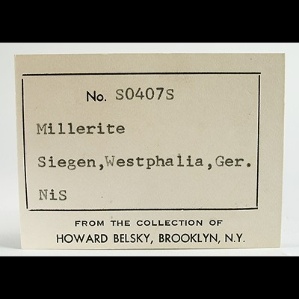 No. S0407S
Millerite
Siegen,Westphalia,Ger.
NiS
FROM THE COLLECTION OF
HOWARD BELSKY, BROOKLYN, N.Y.